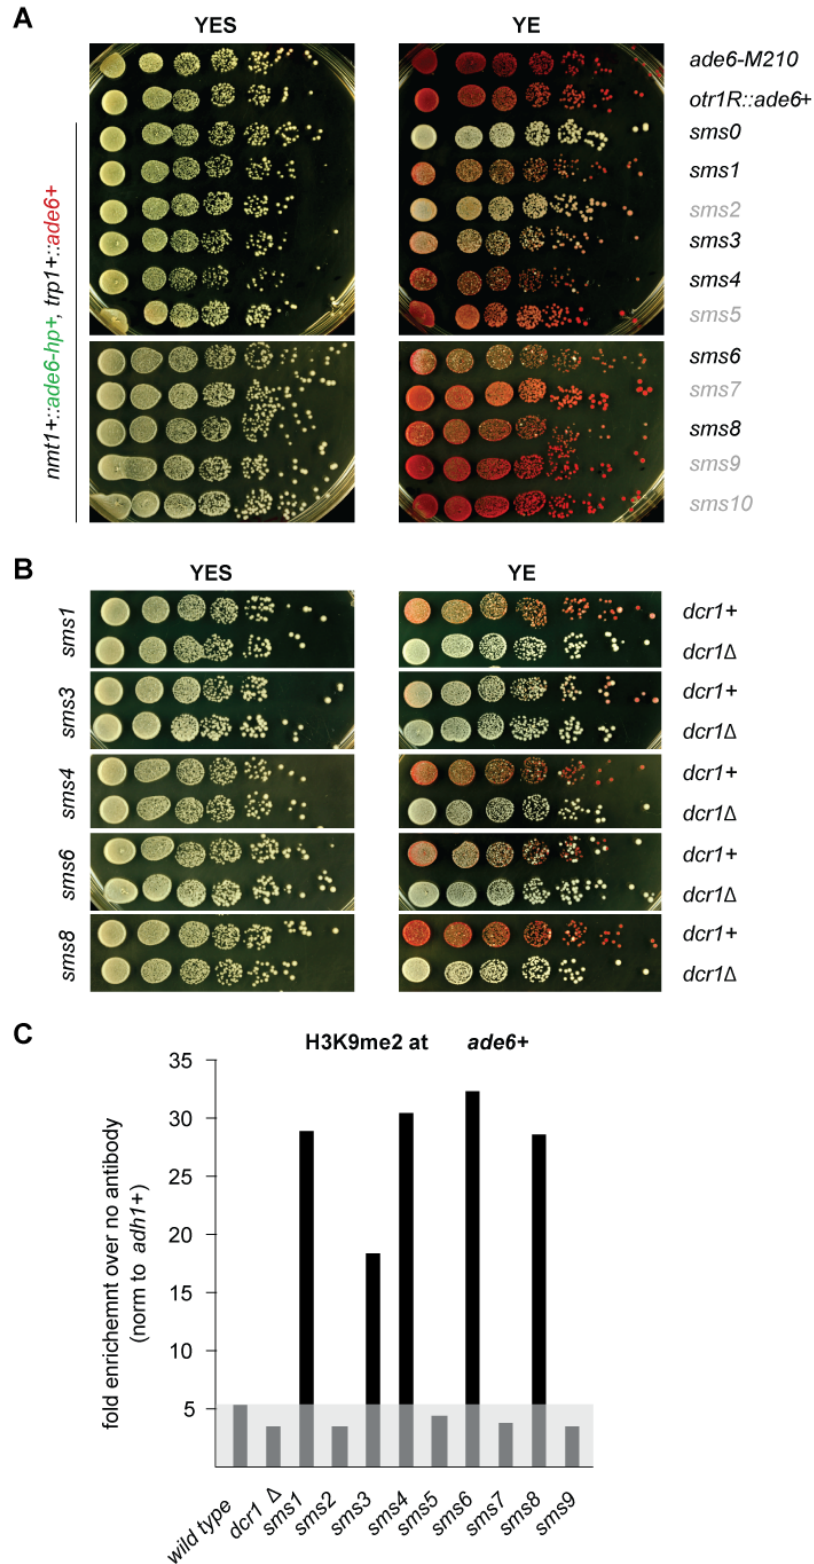 A
YES
YE
nmt1+::ade6-hp+, trp1+::ade6+
ade6-M210
otr1R::ade6+
sms0
sms1
sms2
sms3
sms4
sms5
sms6
sms7
sms8
sms9
sms10
B
YES
YE
sms1
dcr1+
dcr1Δ
sms3
dcr1+
dcr1Δ
sms4
dcr1+
dcr1Δ
sms6
dcr1+
dcr1Δ
sms8
dcr1+
dcr1Δ
C
H3K9me2 at ade6+
fold enrichemnt over no antibody
(norm to adh1+)
35
30
25
20
15
10
5
wild type
dcr1 Δ
sms1
sms2
sms3
sms4
sms5
sms6
sms7
sms8
sms9